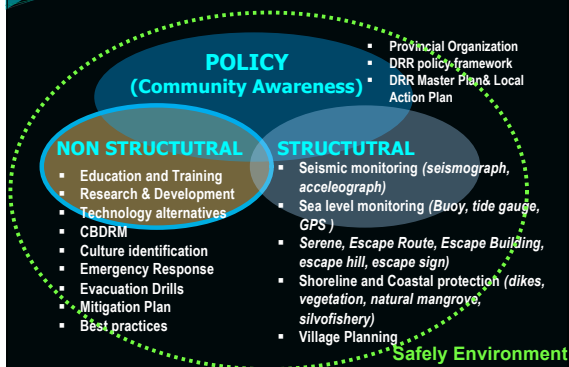 POLICY
(Community Awareness)
▪ Provincial Organization
▪ DRR policy framework
▪ DRR Master Plan& Local
Action Plan
NON STRUCTUTRAL
▪ Education and Training
▪ Research & Development
▪ Technology alternatives
▪ CBDRM
▪ Culture identification
▪ Emergency Response
▪ Evacuation Drills
▪ Mitigation Plan
▪ Best practices
STRUCTUTRAL
▪ Seismic monitoring (seismograph,
acceleograph)
▪ Sea level monitoring (Buoy, tide gauge,
GPS )
▪ Serene, Escape Route, Escape Building,
escape hill, escape sign)
▪ Shoreline and Coastal protection (dikes,
vegetation, natural mangrove,
silvofishery)
▪ Village Planning
Safely Environment